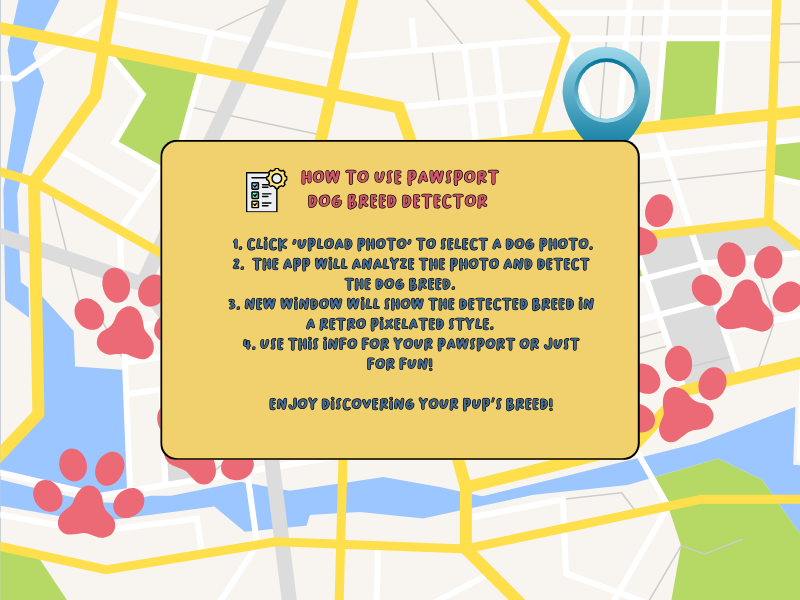 HOW TO USE PAWSPORT
DOG BREED DETECTOR
1. CLICK 'UPLOAD PHOTO' TO SELECT A DOG PHOTO.
2. THE APP WILL ANALYZE THE PHOTO AND DETECT
THE DOG BREED.
3. NEW WINDOW WILL SHOW THE DETECTED BREED IN
A RETRO PIXELATED STYLE.
4. USE THIS INFO FOR YOUR PAWSPORT OR JUST
FOR FUN!
ENJOY DISCOVERING YOUR PUP'S BREED!